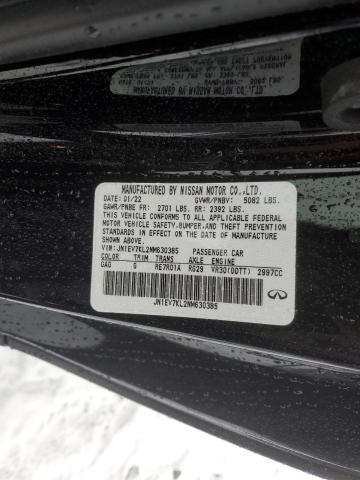 MANUFACTURED BY NISSAN MOTOR CO.,LTD.
DATE: 01/22 GVWR/PNBV: 5082 LBS.
GAWR/PNBE FR: 2701 LBS. RR: 2392 LBS.
THIS VEHICLE CONFORMS TO ALL APPLICABLE FEDERAL
MOTOR VEHICLE SAFETY,BUMPER,AND THEFT PREVENTION
STANDARDS IN EFFECT ON THE DATE OF MANUFACTURE
SHOWN ABOVE.
VIN: JN1EV7KL2NM630385 PASSENGER CAR
COLOR TRIM TRANS AXLE ENGINE
GAG G RE7R01A RG29 VR30(DDTT) 2997CC
JN1EV7KL2NM630385